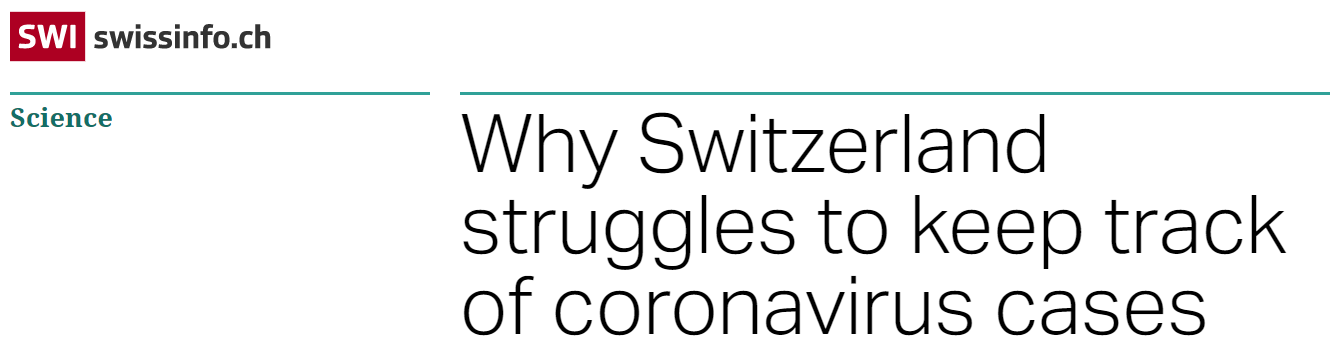 SWI swissinfo.ch
Science
Why Switzerland
struggles to keep track
of coronavirus cases